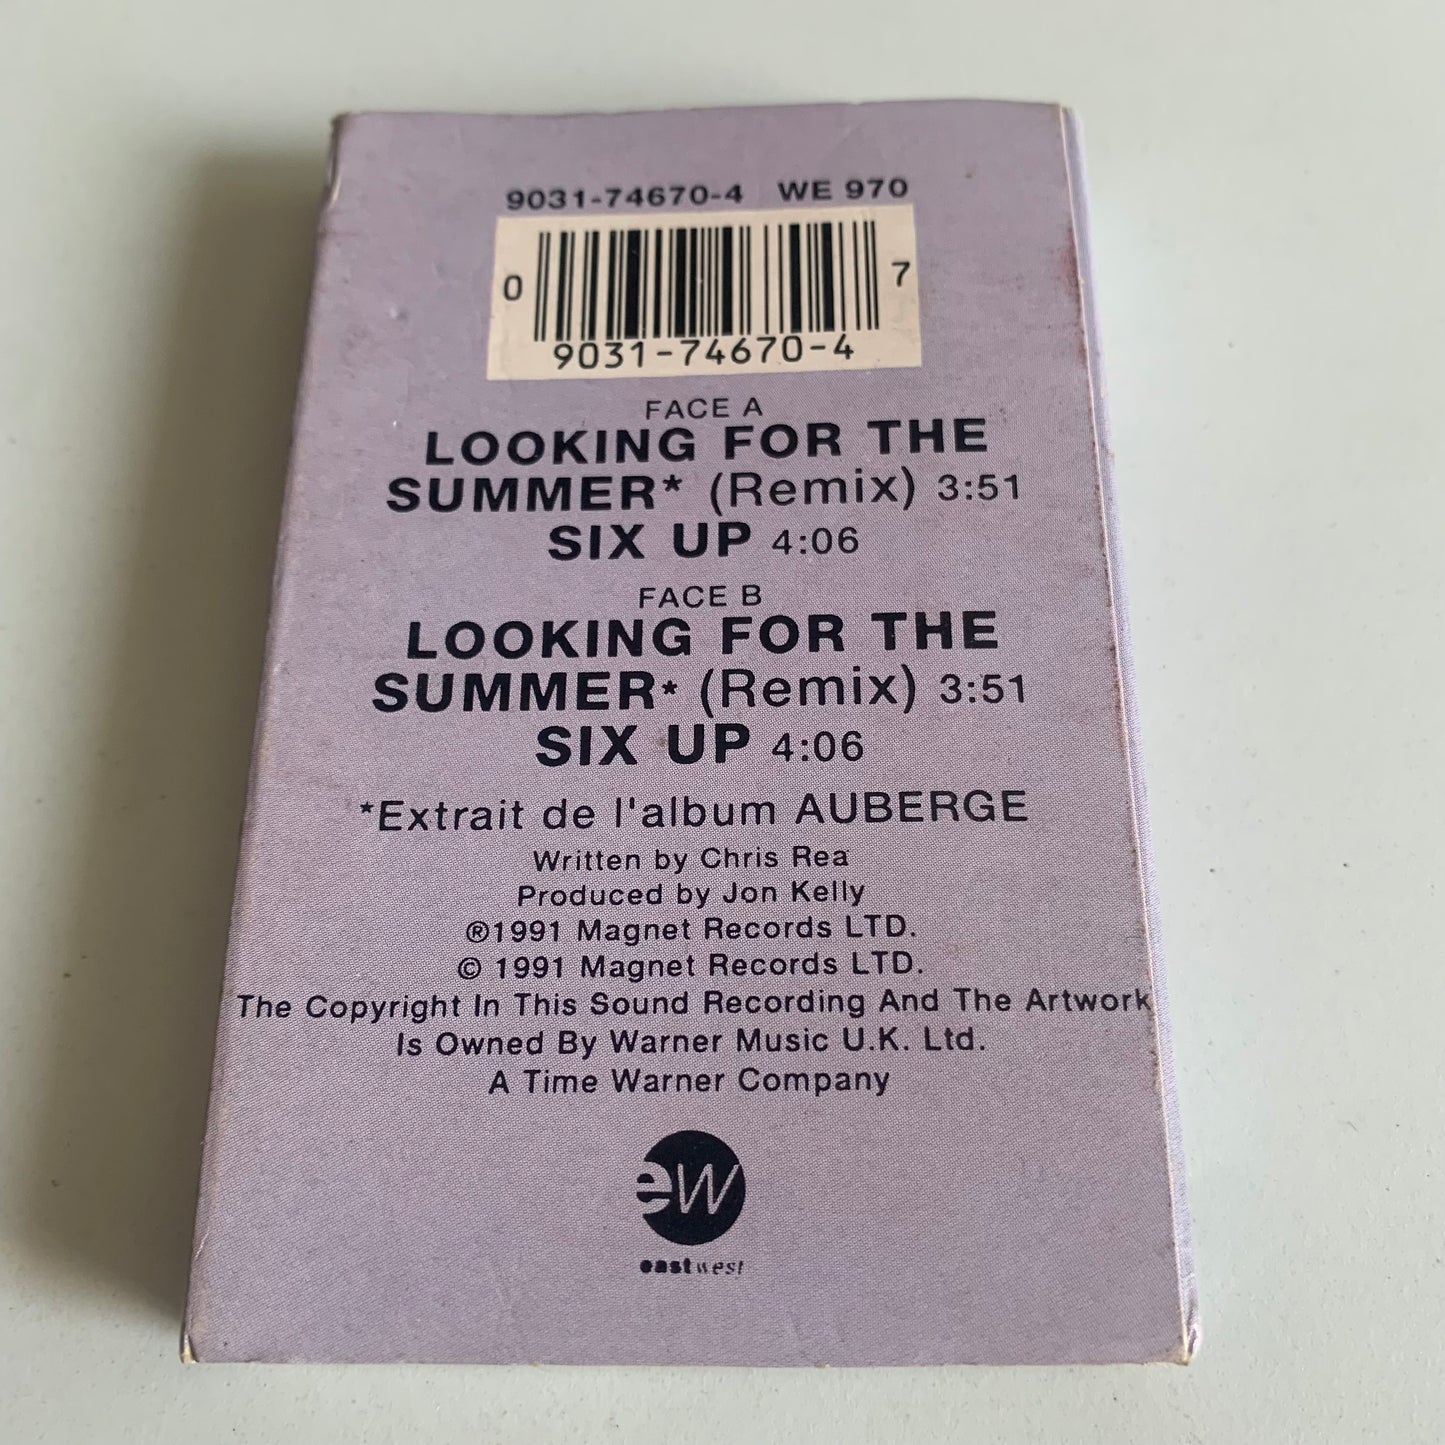 9031-74670-4 WE 970
0 7
9031-74670-4
FACE A
LOOKING FOR THE
SUMMER* (Remix) 3:51
SIX UP 4:06
FACE B
LOOKING FOR THE
SUMMER* (Remix) 3:51
SIX UP 4:06
*Extrait de l'album AUBERGE
Written by Chris Rea
Produced by Jon Kelly
®1991 Magnet Records LTD.
© 1991 Magnet Records LTD.
The Copyright In This Sound Recording And The Artwork
Is Owned By Warner Music U.K. Ltd.
A Time Warner Company
ew
eastwest